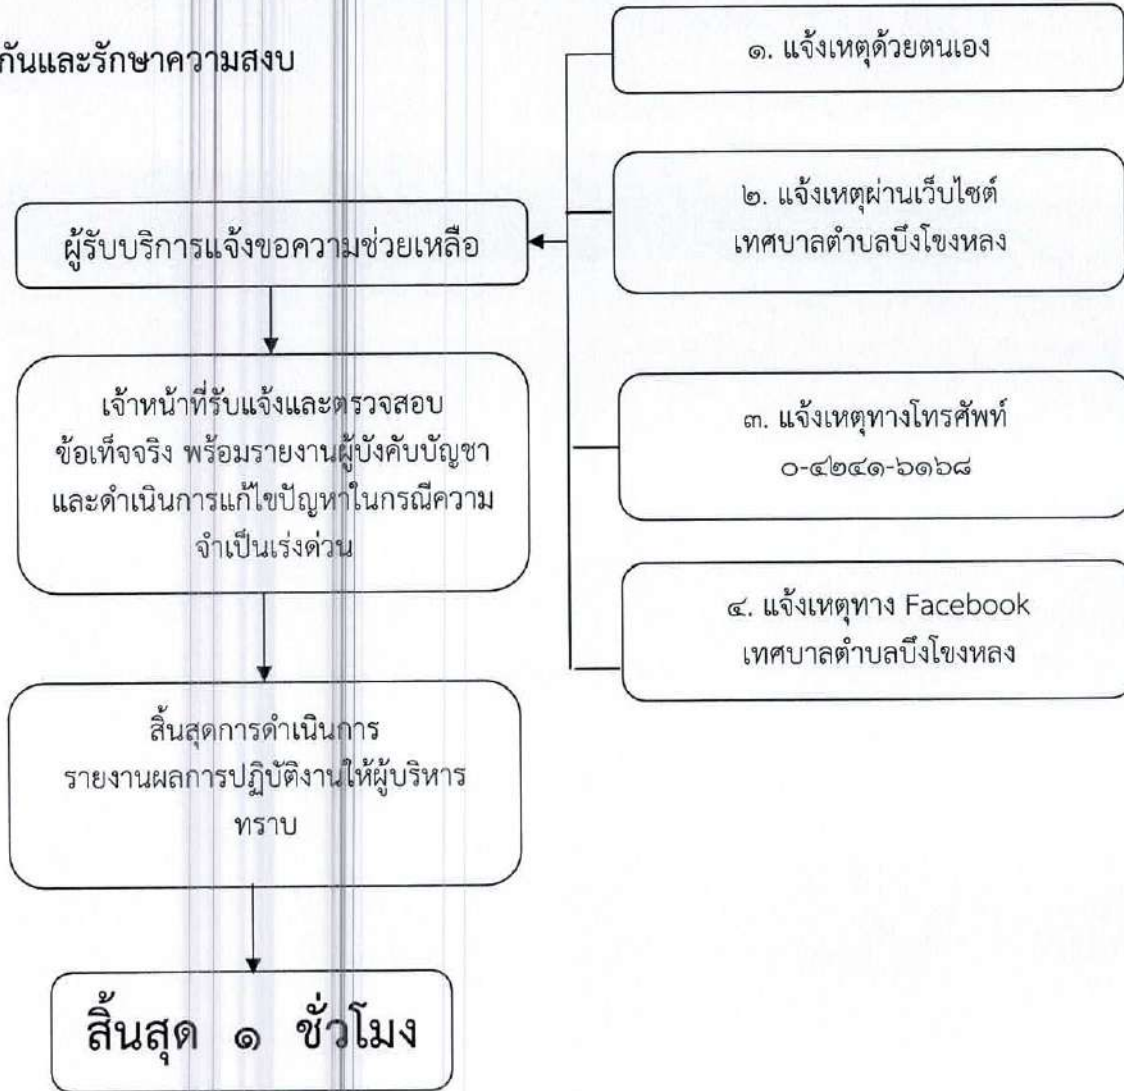 กันและรักษาความสงบ
๑. แจ้งเหตุด้วยตนเอง
๒. แจ้งเหตุผ่านเว็บไซต์
เทศบาลตำบลบึงโขงหลง
ผู้รับบริการแจ้งขอความช่วยเหลือ
เจ้าหน้าที่รับแจ้งและตรวจสอบ
ข้อเท็จจริง พร้อมรายงานผู้บังคับบัญชา
และดำเนินการแก้ไขปัญหาในกรณีความ
จำเป็นเร่งด่วน
๓. แจ้งเหตุทางโทรศัพท์
๐-๔๒๔๑-๖๑๖๘
๔. แจ้งเหตุทาง Facebook
เทศบาลตำบลบึงโขงหลง
สิ้นสุดการดำเนินการ
รายงานผลการปฏิบัติงานให้ผู้บริหาร
ทราบ
สิ้นสุด ๑ ชั่วโมง